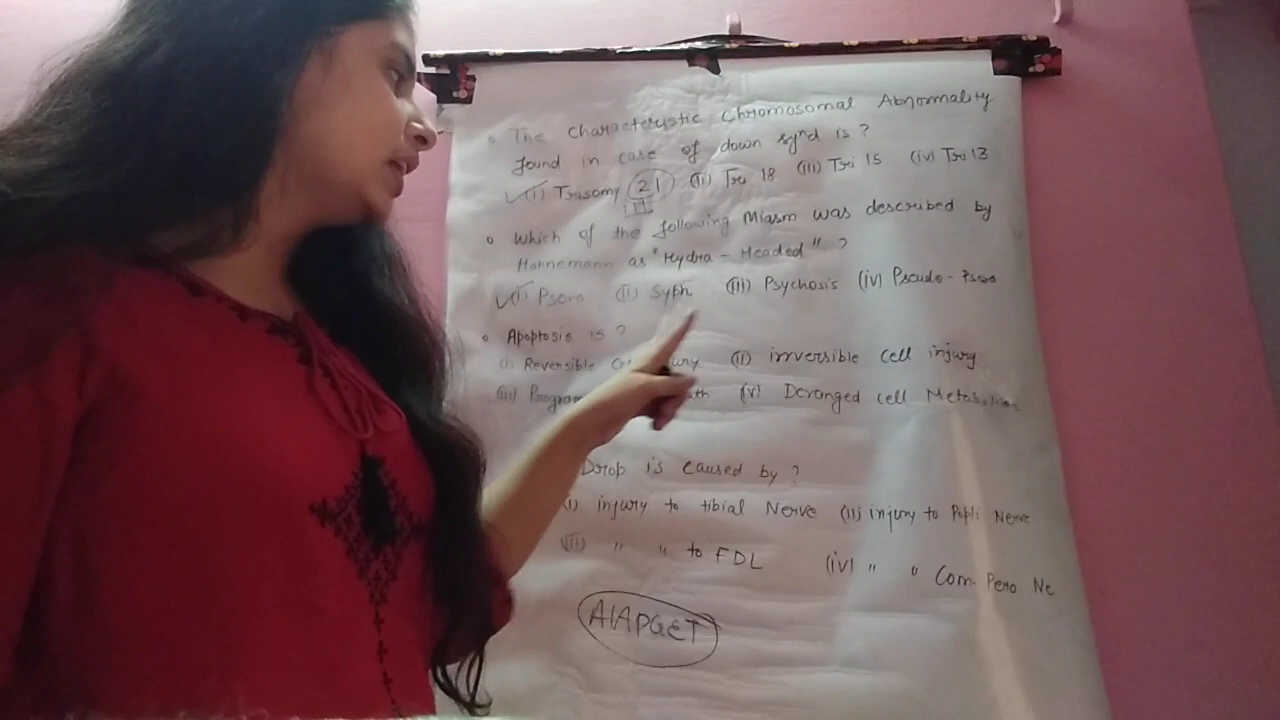 The Characteristic Chromosomal Abnormality
found in case of down synd is?
(i) Trasomy 21 (ii) Tri 18 (iii) Tri 15 (iv) Tri 13
Which of the following Miasm was described by
Hahnemann as "Hydra - Headed" ?
(i) Psora (ii) Syph. (iii) Psychosis (iv) Pseudo - Psora
Apoptosis is ?
(i) Reversible (ii) irreversible cell injury
(iii) (iv) Deranged cell Metabolism
Drop is caused by ?
(i) injury to tibial Nerve (ii) injury to Popli Nerve
(iii) " " to FDL (iv) " " Com. Pero Ne
AIAPGET